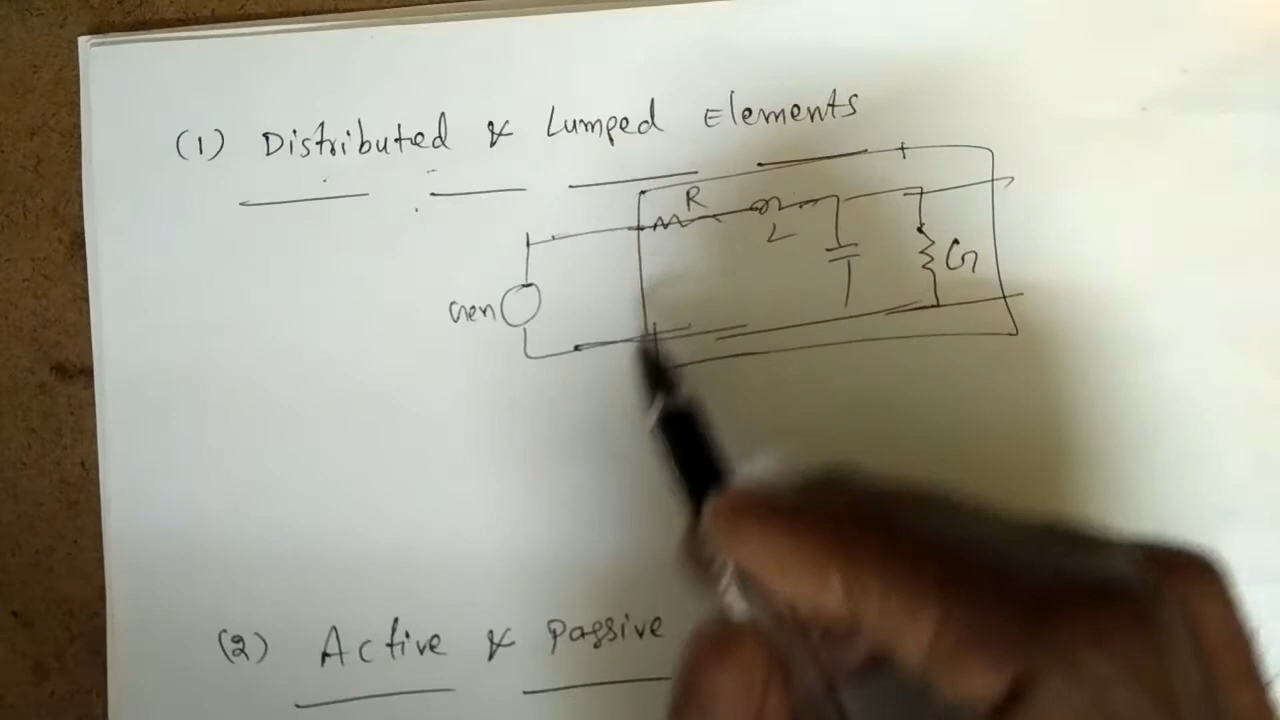 (1) Distributed & Lumped Elements
R
L
G
Gen
(2) Active & Passive